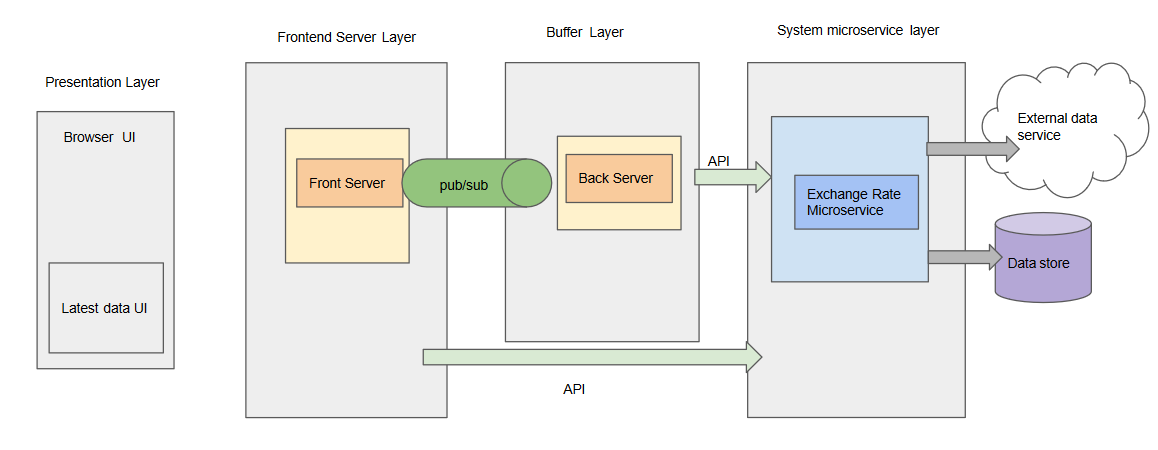 Presentation Layer
Browser UI
Latest data UI
Frontend Server Layer
Front Server
pub/sub
Buffer Layer
Back Server
API
API
System microservice layer
Exchange Rate
Microservice
External data
service
Data store